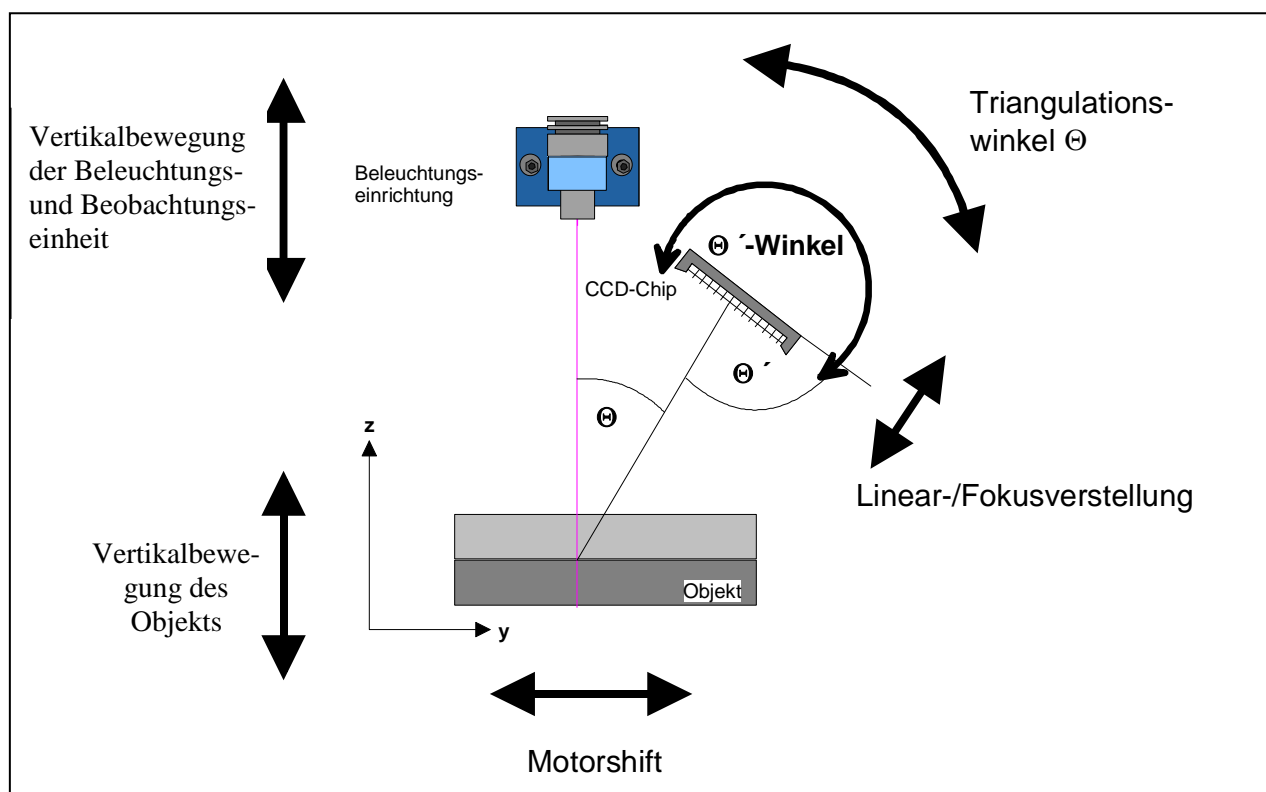 Vertikalbewegung
der Beleuchtungs-
und Beobachtungs-
einheit
Beleuchtungs-
einrichtung
Triangulations-
winkel Θ
Θ ´-Winkel
CCD-Chip
Θ ´
Θ
z
Linear-/Fokusverstellung
Vertikalbewe-
gung des
Objekts
Objekt
y
Motorshift